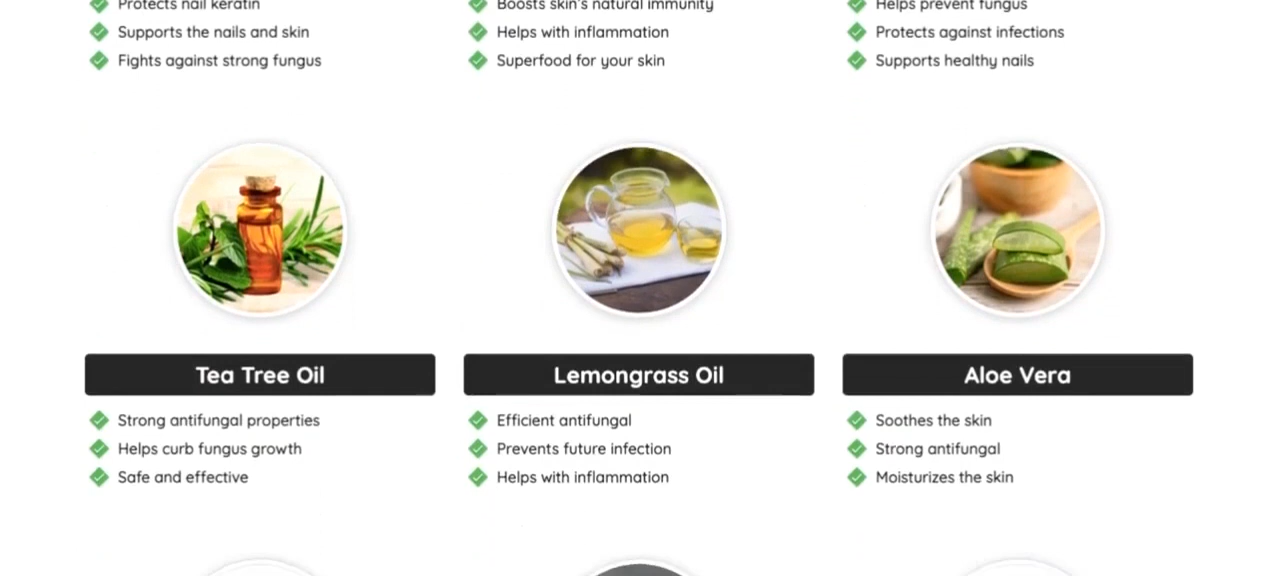 Protects nail keratin
Boosts skin's natural immunity
Helps prevent fungus
Supports the nails and skin
Helps with inflammation
Protects against infections
Fights against strong fungus
Superfood for your skin
Supports healthy nails
Tea Tree Oil
Lemongrass Oil
Aloe Vera
Strong antifungal properties
Efficient antifungal
Soothes the skin
Helps curb fungus growth
Prevents future infection
Strong antifungal
Safe and effective
Helps with inflammation
Moisturizes the skin